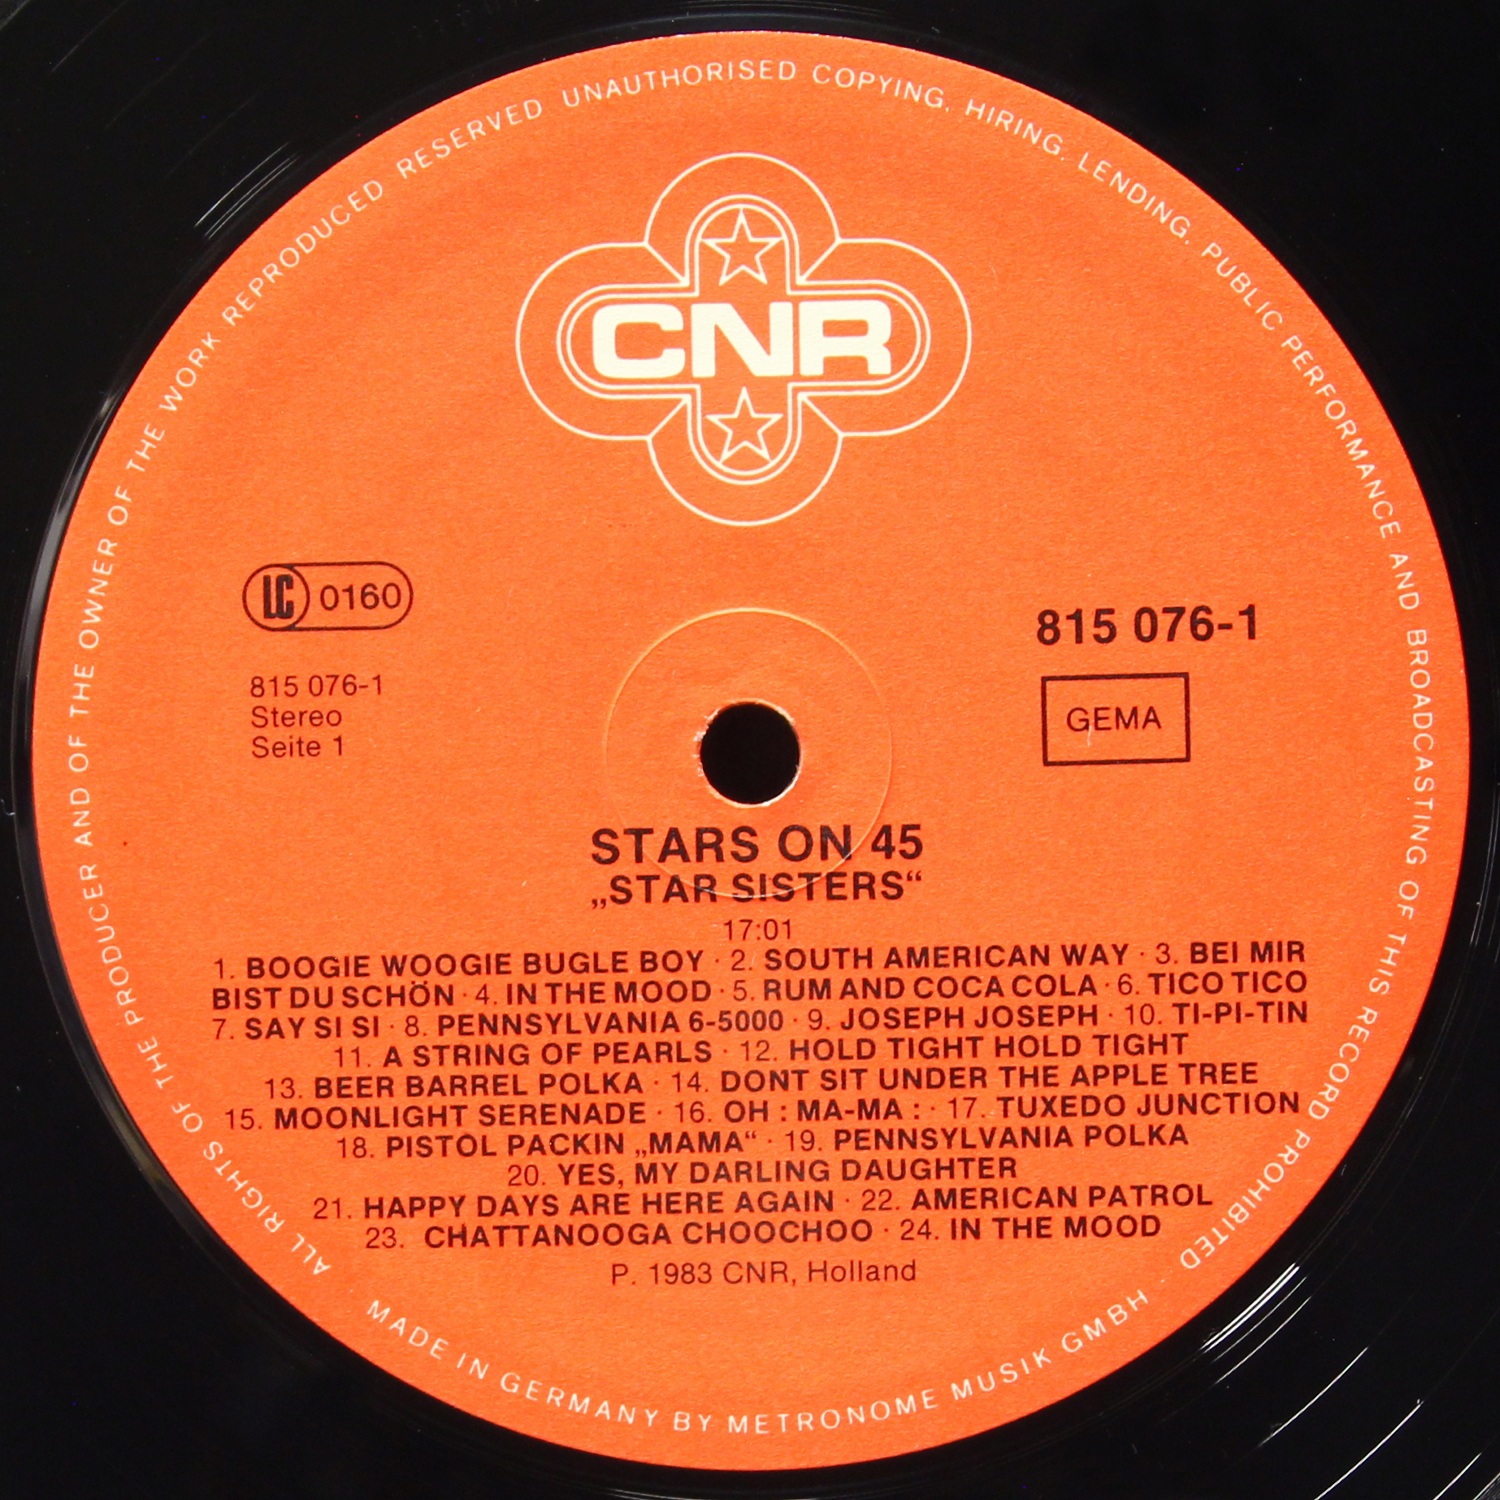 ALL RIGHTS OF THE PRODUCER AND OF THE OWNER OF THE WORK REPRODUCED RESERVED UNAUTHORISED COPYING, HIRING, LENDING, PUBLIC PERFORMANCE AND BROADCASTING OF THIS RECORD PROHIBITED
CNR
LC 0160
815 076-1
815 076-1
Stereo
Seite 1
GEMA
STARS ON 45
„STAR SISTERS“
17:01
1. BOOGIE WOOGIE BUGLE BOY · 2. SOUTH AMERICAN WAY · 3. BEI MIR
BIST DU SCHÖN · 4. IN THE MOOD · 5. RUM AND COCA COLA · 6. TICO TICO
7. SAY SI SI · 8. PENNSYLVANIA 6-5000 · 9. JOSEPH JOSEPH · 10. TI-PI-TIN
11. A STRING OF PEARLS · 12. HOLD TIGHT HOLD TIGHT
13. BEER BARREL POLKA · 14. DONT SIT UNDER THE APPLE TREE
15. MOONLIGHT SERENADE · 16. OH : MA-MA : · 17. TUXEDO JUNCTION
18. PISTOL PACKIN „MAMA“ · 19. PENNSYLVANIA POLKA
20. YES, MY DARLING DAUGHTER
21. HAPPY DAYS ARE HERE AGAIN · 22. AMERICAN PATROL
23. CHATTANOOGA CHOOCHOO · 24. IN THE MOOD
P. 1983 CNR, Holland
MADE IN GERMANY BY METRONOME MUSIK GMBH